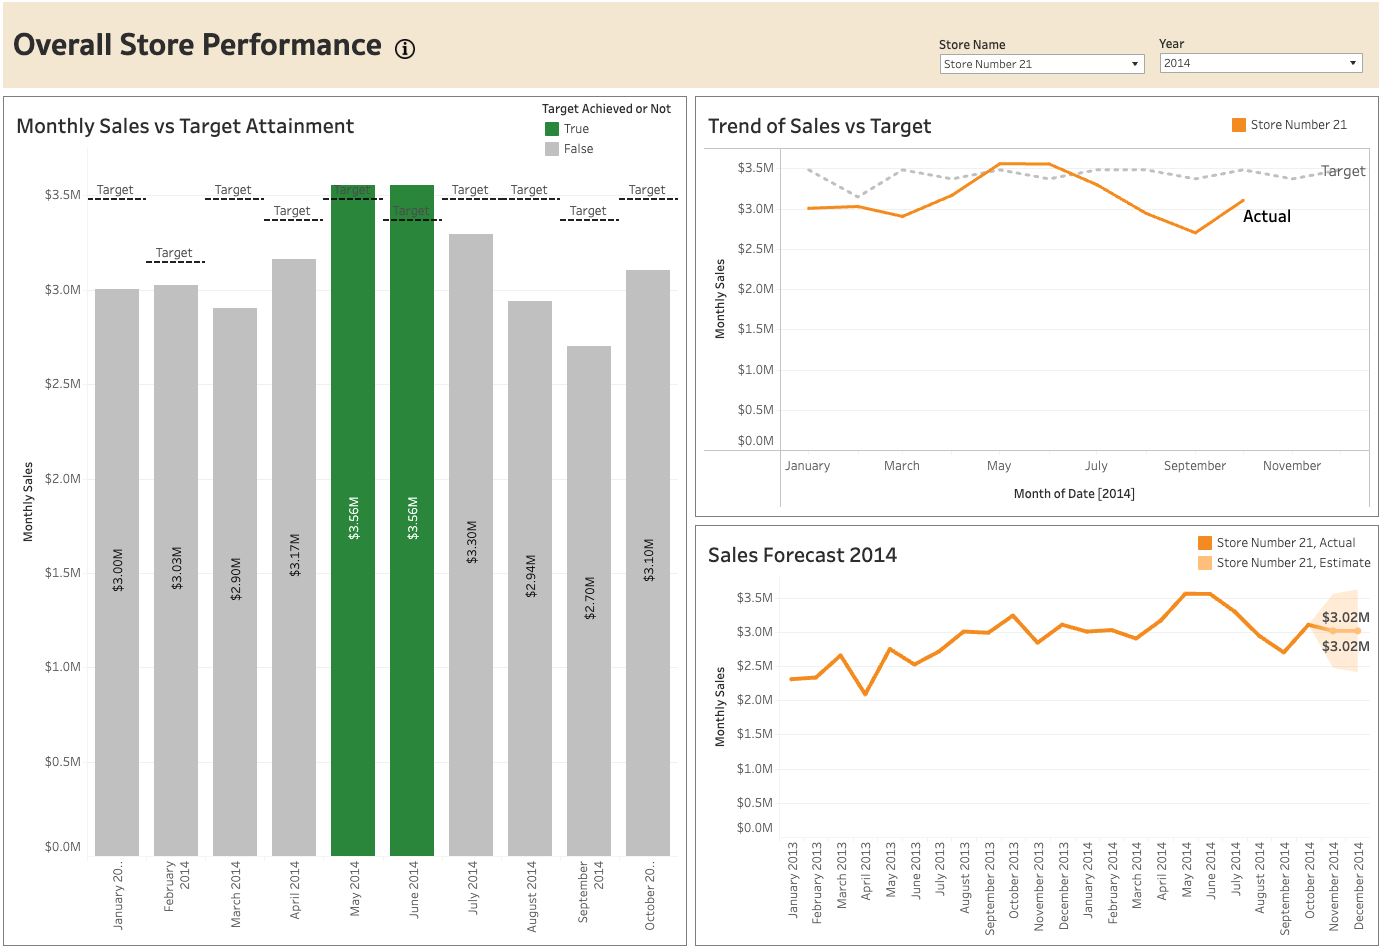 Overall Store Performance
Store Name
Year
Store Number 21
2014
Monthly Sales vs Target Attainment
Target Achieved or Not
True
False
Target
Target
Target
Target
Target
Target
Target
Target
Target
Target
$3.5M
$3.0M
$2.5M
$2.0M
$1.5M
$1.0M
$0.5M
$0.0M
Monthly Sales
$3.00M
$3.03M
$2.90M
$3.17M
$3.56M
$3.56M
$3.30M
$2.94M
$2.70M
$3.10M
January 20..
February
2014
March 2014
April 2014
May 2014
June 2014
July 2014
August 2014
September
2014
October 20..
Trend of Sales vs Target
Store Number 21
$3.5M
$3.0M
$2.5M
$2.0M
$1.5M
$1.0M
$0.5M
$0.0M
Monthly Sales
Target
Actual
January
March
May
July
September
November
Month of Date [2014]
Sales Forecast 2014
Store Number 21, Actual
Store Number 21, Estimate
$3.5M
$3.0M
$2.5M
$2.0M
$1.5M
$1.0M
$0.5M
$0.0M
Monthly Sales
$3.02M
$3.02M
January 2013
February 2013
March 2013
April 2013
May 2013
June 2013
July 2013
August 2013
September 2013
October 2013
November 2013
December 2013
January 2014
February 2014
March 2014
April 2014
May 2014
June 2014
July 2014
August 2014
September 2014
October 2014
November 2014
December 2014